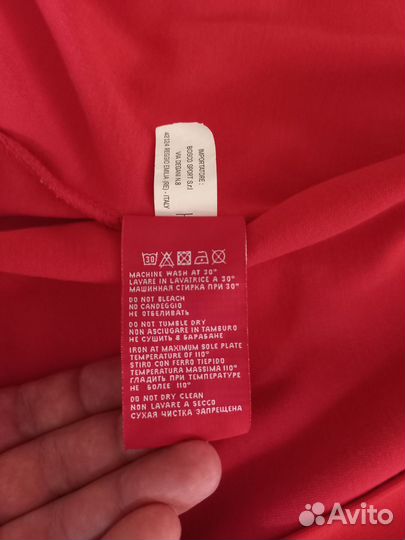 IMPORTATORE :
BOSCO SPORT S.r.l
VIA DEGANI N.8
42124 REGGIO EMILIA (RE) - ITALY
30
MACHINE WASH AT 30°
LAVARE IN LAVATRICE A 30°
МАШИННАЯ СТИРКА ПРИ 30°
DO NOT BLEACH
NO CANDEGGIO
НЕ ОТБЕЛИВАТЬ
DO NOT TUMBLE DRY
NON ASCIUGARE IN TAMBURO
НЕ СУШИТЬ В БАРАБАНЕ
IRON AT MAXIMUM SOLE PLATE
TEMPERATURE OF 110°
STIRO CON FERRO TIEPIDO
TEMPERATURA MASSIMA 110°
ГЛАДИТЬ ПРИ ТЕМПЕРАТУРЕ
НЕ БОЛЕЕ 110°
DO NOT DRY CLEAN
NON LAVARE A SECCO
СУХАЯ ЧИСТКА ЗАПРЕЩЕНА
Avito